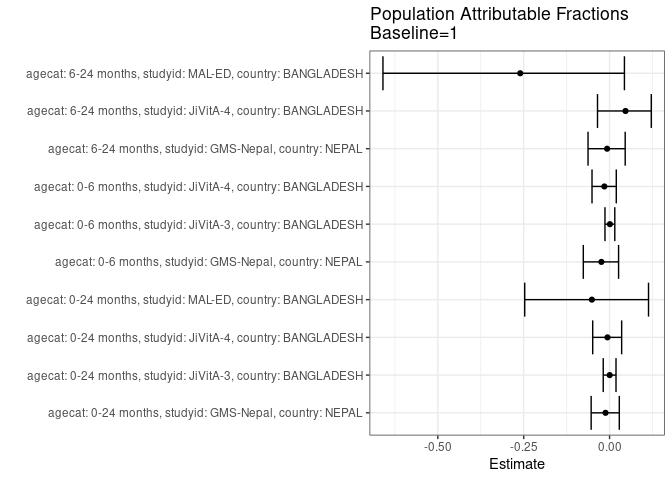 Population Attributable Fractions
Baseline=1
agecat: 6-24 months, studyid: MAL-ED, country: BANGLADESH
agecat: 6-24 months, studyid: JiVitA-4, country: BANGLADESH
agecat: 6-24 months, studyid: GMS-Nepal, country: NEPAL
agecat: 0-6 months, studyid: JiVitA-4, country: BANGLADESH
agecat: 0-6 months, studyid: JiVitA-3, country: BANGLADESH
agecat: 0-6 months, studyid: GMS-Nepal, country: NEPAL
agecat: 0-24 months, studyid: MAL-ED, country: BANGLADESH
agecat: 0-24 months, studyid: JiVitA-4, country: BANGLADESH
agecat: 0-24 months, studyid: JiVitA-3, country: BANGLADESH
agecat: 0-24 months, studyid: GMS-Nepal, country: NEPAL
-0.50 -0.25 0.00
Estimate